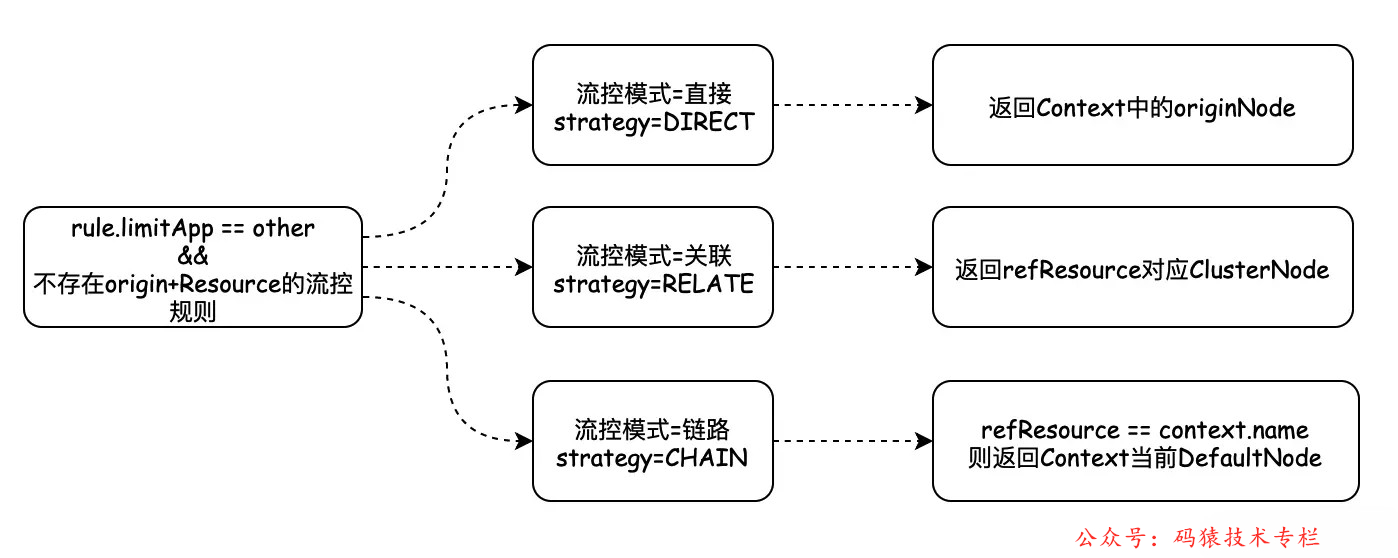 流控模式=直接
strategy=DIRECT
返回Context中的originNode
rule.limitApp == other
&&
不存在origin+Resource的流控
规则
流控模式=关联
strategy=RELATE
返回refResource对应ClusterNode
流控模式=链路
strategy=CHAIN
refResource == context.name
则返回Context当前DefaultNode
公众号：码猿技术专栏